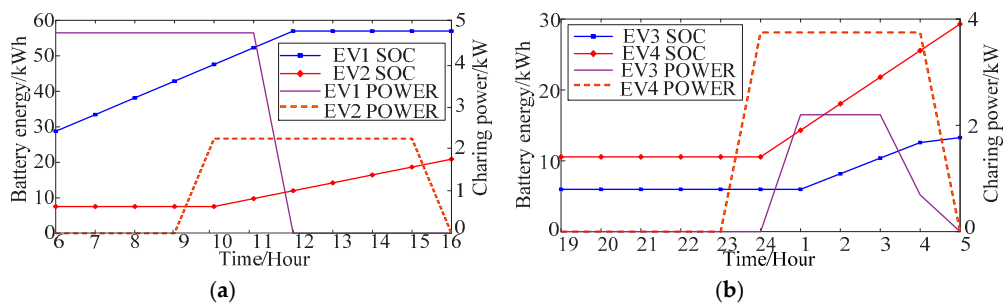 60
50
40
30
20
10
0
Battery energy/kWh
5
4
3
2
1
0
Charing power/kW
EV1 SOC
EV2 SOC
EV1 POWER
EV2 POWER
6 7 8 9 10 11 12 13 14 15 16
Time/Hour
(a)
30
20
10
0
Battery energy/kWh
4
2
0
Charing power/kW
EV3 SOC
EV4 SOC
EV3 POWER
EV4 POWER
19 20 21 22 23 24 1 2 3 4 5
Time/Hour
(b)